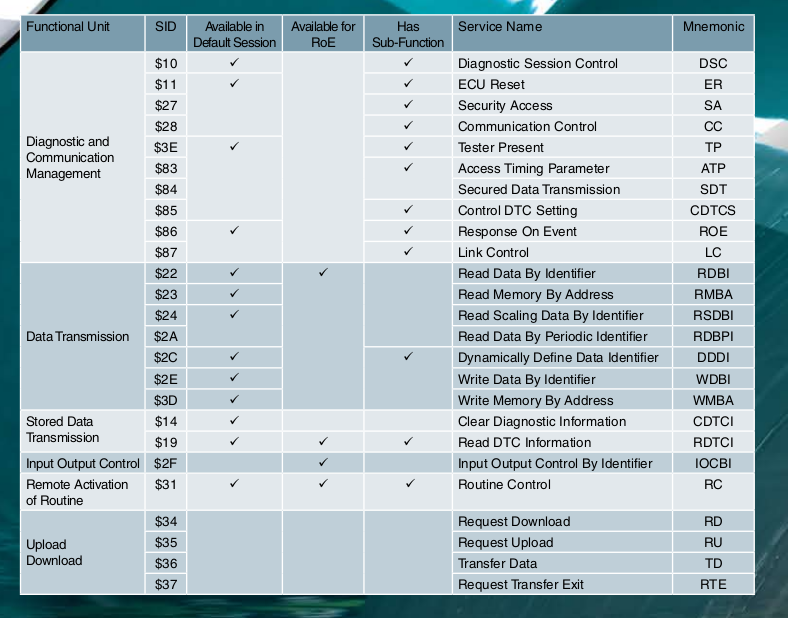 Functional Unit SID Available in Default Session Available for RoE Has Sub-Function Service Name Mnemonic
Diagnostic and Communication Management
$10 ✓ ✓ Diagnostic Session Control DSC
$11 ✓ ✓ ECU Reset ER
$27 ✓ Security Access SA
$28 ✓ Communication Control CC
$3E ✓ ✓ Tester Present TP
$83 ✓ Access Timing Parameter ATP
$84 Secured Data Transmission SDT
$85 ✓ Control DTC Setting CDTCS
$86 ✓ ✓ Response On Event ROE
$87 ✓ Link Control LC
Data Transmission
$22 ✓ ✓ Read Data By Identifier RDBI
$23 ✓ Read Memory By Address RMBA
$24 ✓ Read Scaling Data By Identifier RSDBI
$2A Read Data By Periodic Identifier RDBPI
$2C ✓ ✓ Dynamically Define Data Identifier DDDI
$2E ✓ Write Data By Identifier WDBI
$3D ✓ Write Memory By Address WMBA
Stored Data Transmission
$14 ✓ Clear Diagnostic Information CDTCI
$19 ✓ ✓ ✓ Read DTC Information RDTCI
Input Output Control $2F ✓ Input Output Control By Identifier IOCBI
Remote Activation of Routine
$31 ✓ ✓ ✓ Routine Control RC
Upload Download
$34 Request Download RD
$35 Request Upload RU
$36 Transfer Data TD
$37 Request Transfer Exit RTE